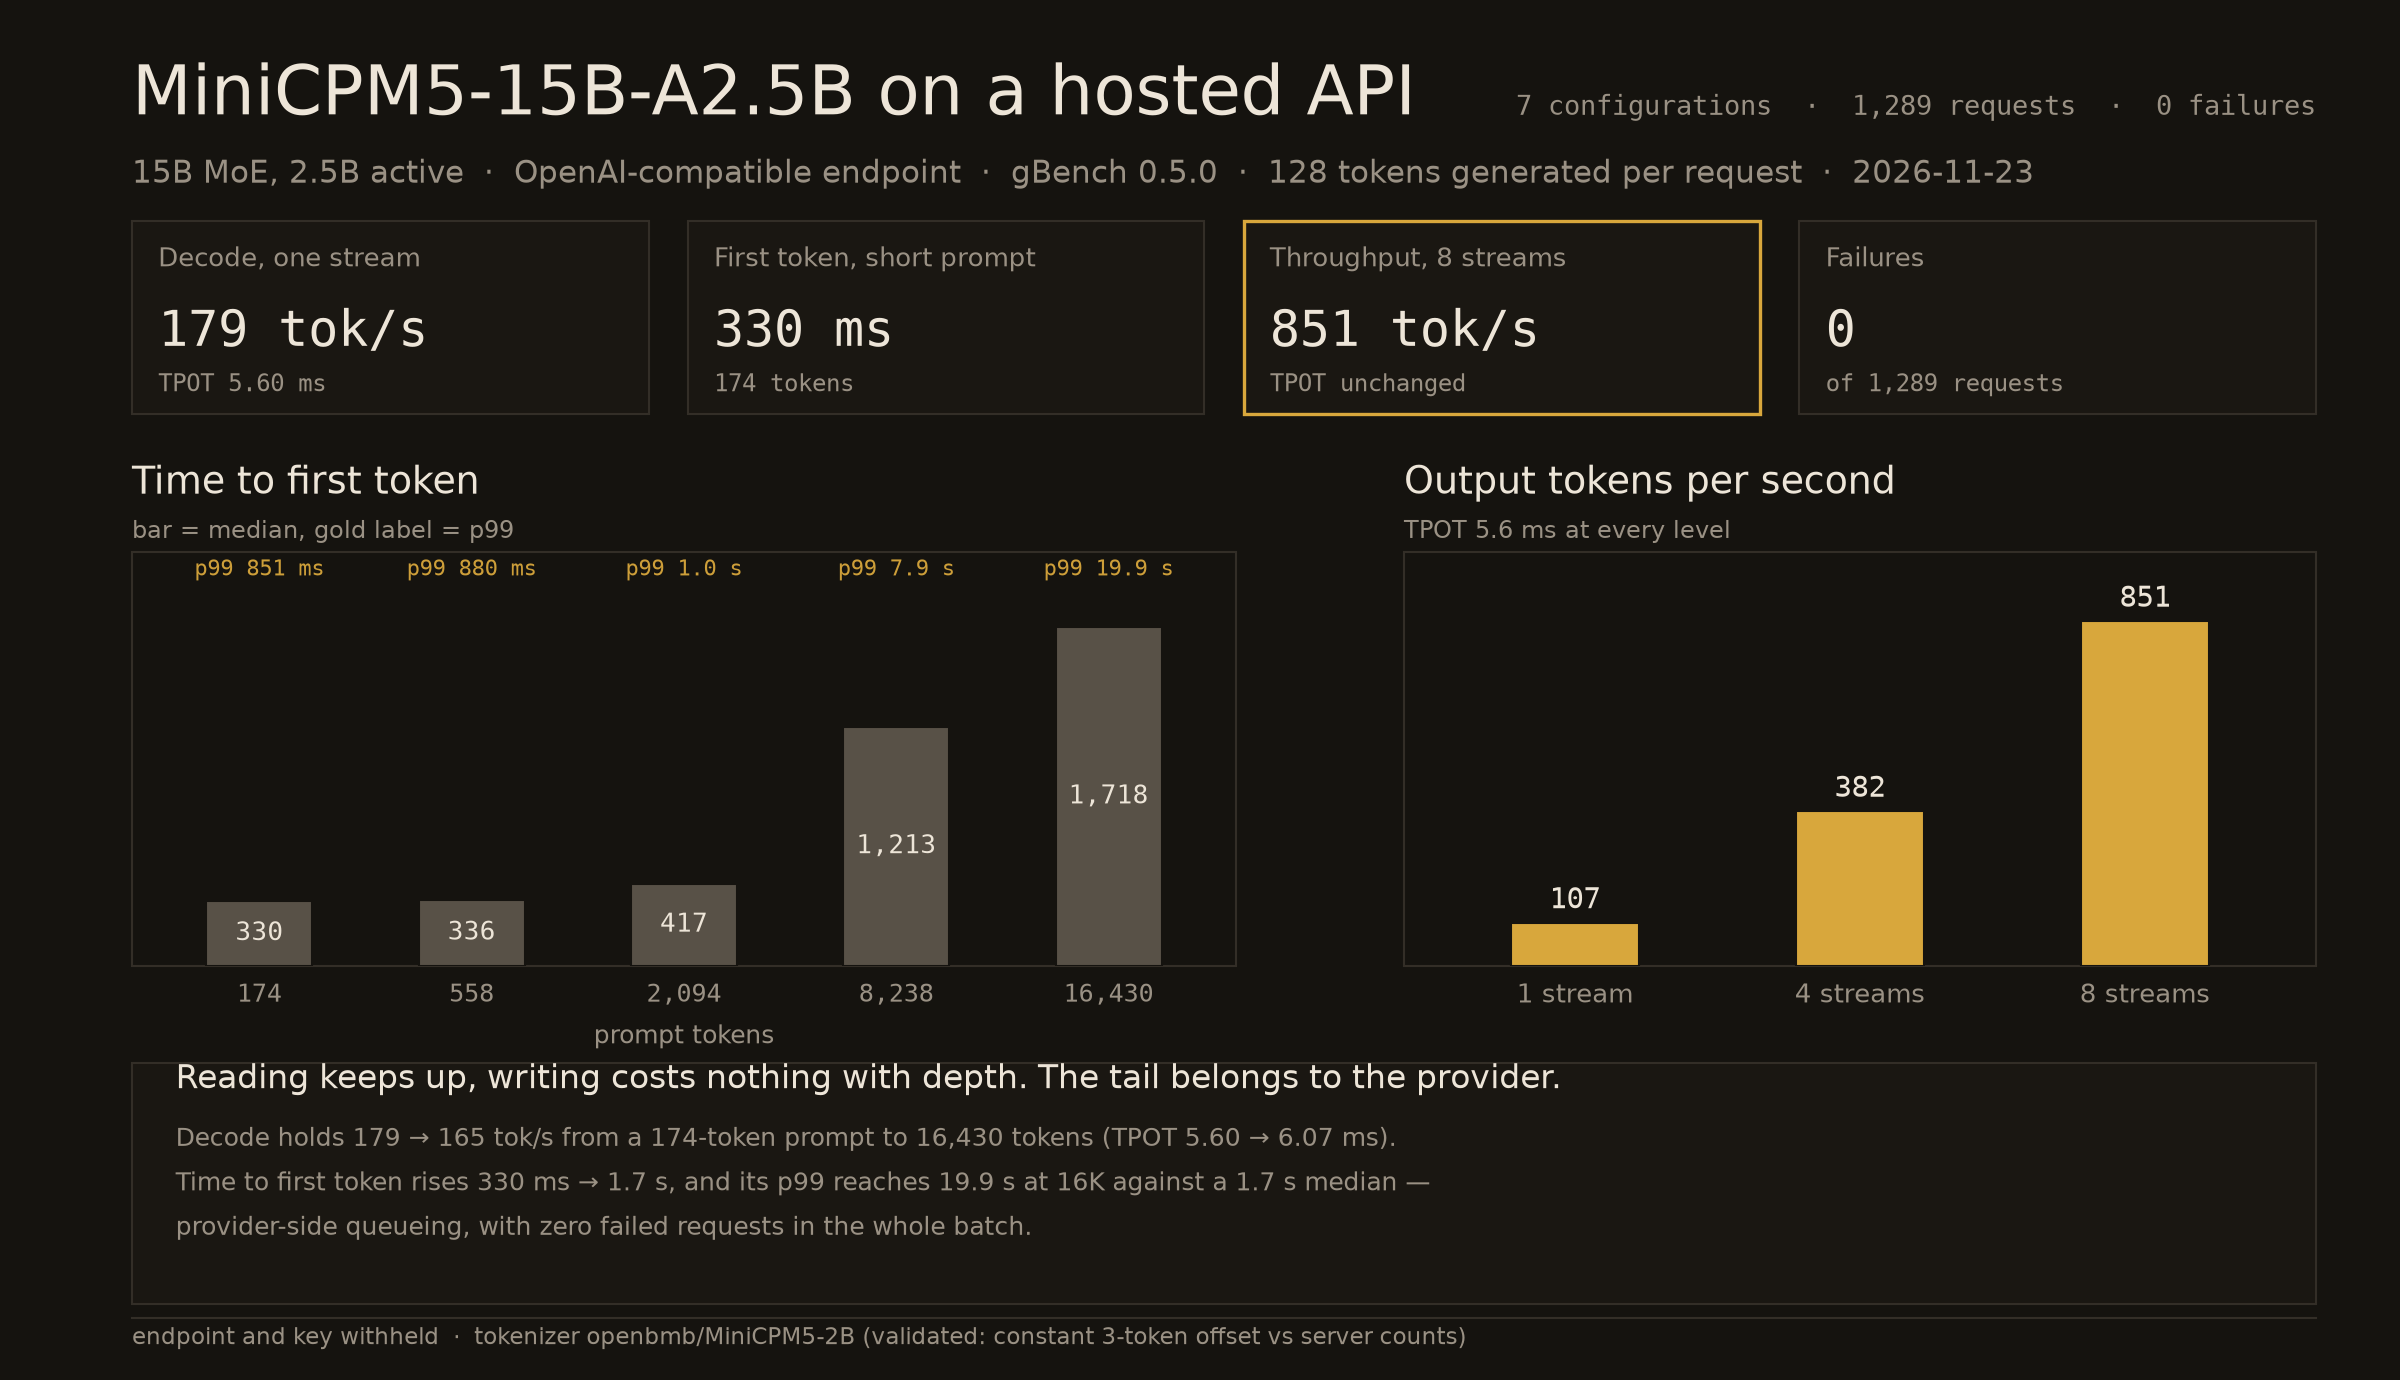 MiniCPM5-15B-A2.5B on a hosted API
7 configurations · 1,289 requests · 0 failures
15B MoE, 2.5B active · OpenAI-compatible endpoint · gBench 0.5.0 · 128 tokens generated per request · 2026-11-23
Decode, one stream
179 tok/s
TPOT 5.60 ms
First token, short prompt
330 ms
174 tokens
Throughput, 8 streams
851 tok/s
TPOT unchanged
Failures
0
of 1,289 requests
Time to first token
bar = median, gold label = p99
p99 851 ms p99 880 ms p99 1.0 s p99 7.9 s p99 19.9 s
330 336 417 1,213 1,718
174 558 2,094 8,238 16,430
prompt tokens
Output tokens per second
TPOT 5.6 ms at every level
107 382 851
1 stream 4 streams 8 streams
Reading keeps up, writing costs nothing with depth. The tail belongs to the provider.
Decode holds 179 → 165 tok/s from a 174-token prompt to 16,430 tokens (TPOT 5.60 → 6.07 ms).
Time to first token rises 330 ms → 1.7 s, and its p99 reaches 19.9 s at 16K against a 1.7 s median —
provider-side queueing, with zero failed requests in the whole batch.
endpoint and key withheld · tokenizer openbmb/MiniCPM5-2B (validated: constant 3-token offset vs server counts)